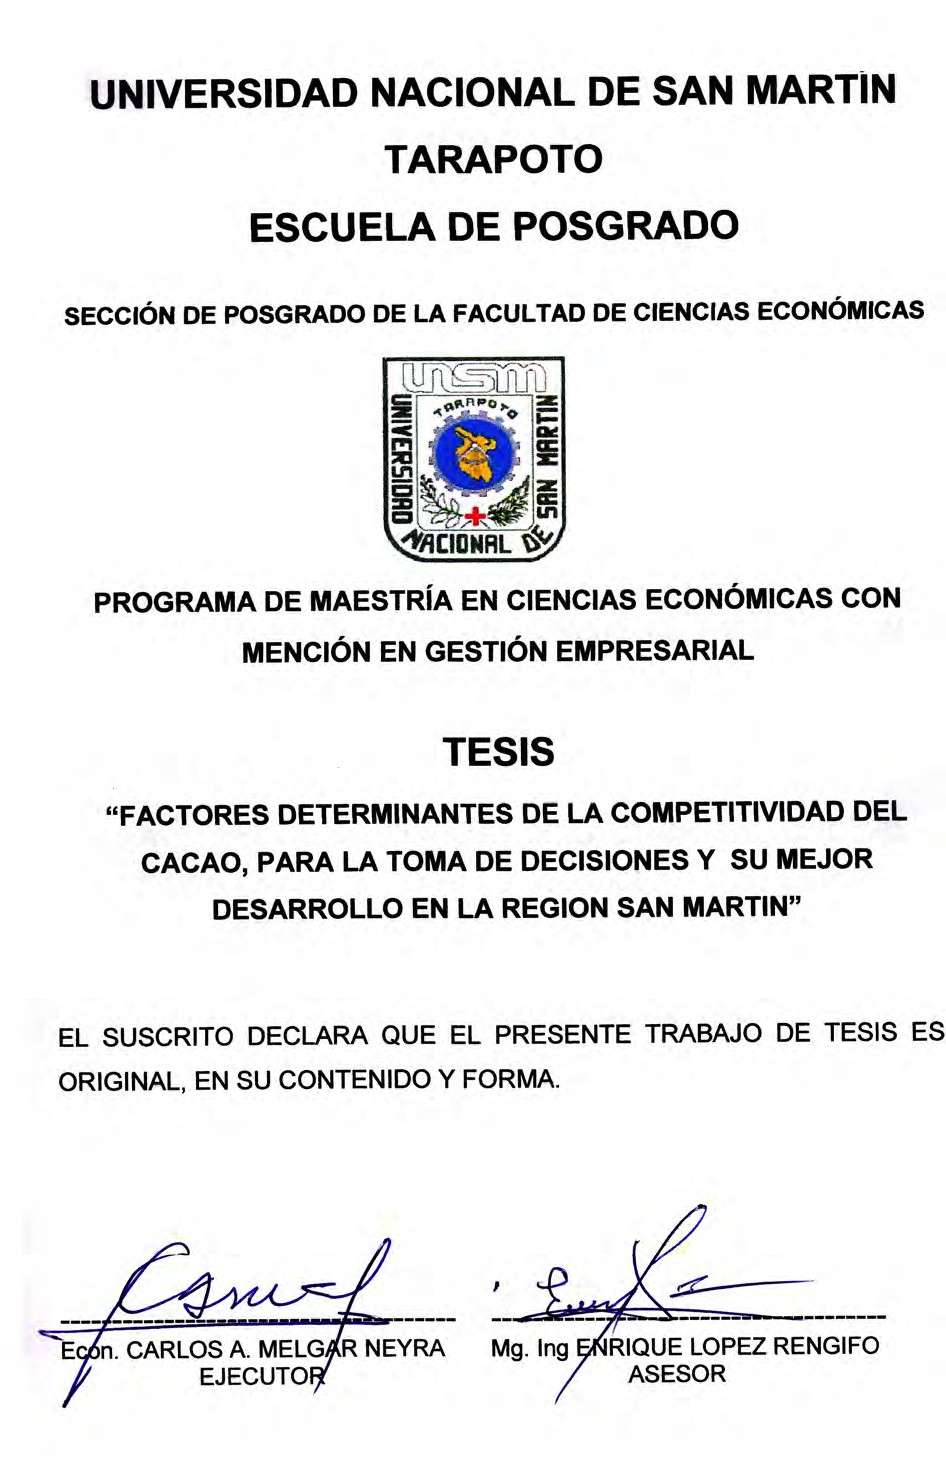 UNIVERSIDAD NACIONAL DE SAN MARTIN
TARAPOTO
ESCUELA DE POSGRADO
SECCIÓN DE POSGRADO DE LA FACULTAD DE CIENCIAS ECONÓMICAS
unsm
TARAPOTO
UNIVERSIDAD NACIONAL DE SAN MARTIN
PROGRAMA DE MAESTRÍA EN CIENCIAS ECONÓMICAS CON
MENCIÓN EN GESTIÓN EMPRESARIAL
TESIS
“FACTORES DETERMINANTES DE LA COMPETITIVIDAD DEL
CACAO, PARA LA TOMA DE DECISIONES Y SU MEJOR
DESARROLLO EN LA REGION SAN MARTIN”
EL SUSCRITO DECLARA QUE EL PRESENTE TRABAJO DE TESIS ES
ORIGINAL, EN SU CONTENIDO Y FORMA.
Econ. CARLOS A. MELGAR NEYRA
EJECUTOR
Mg. Ing ENRIQUE LOPEZ RENGIFO
ASESOR